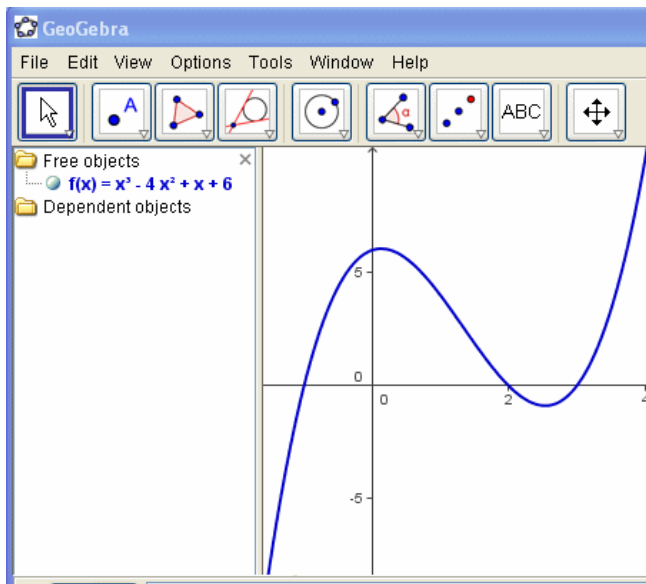 GeoGebra
File Edit View Options Tools Window Help
A
α
ABC
Free objects
f(x) = x³ - 4 x² + x + 6
Dependent objects
5
0
0
2
4
-5